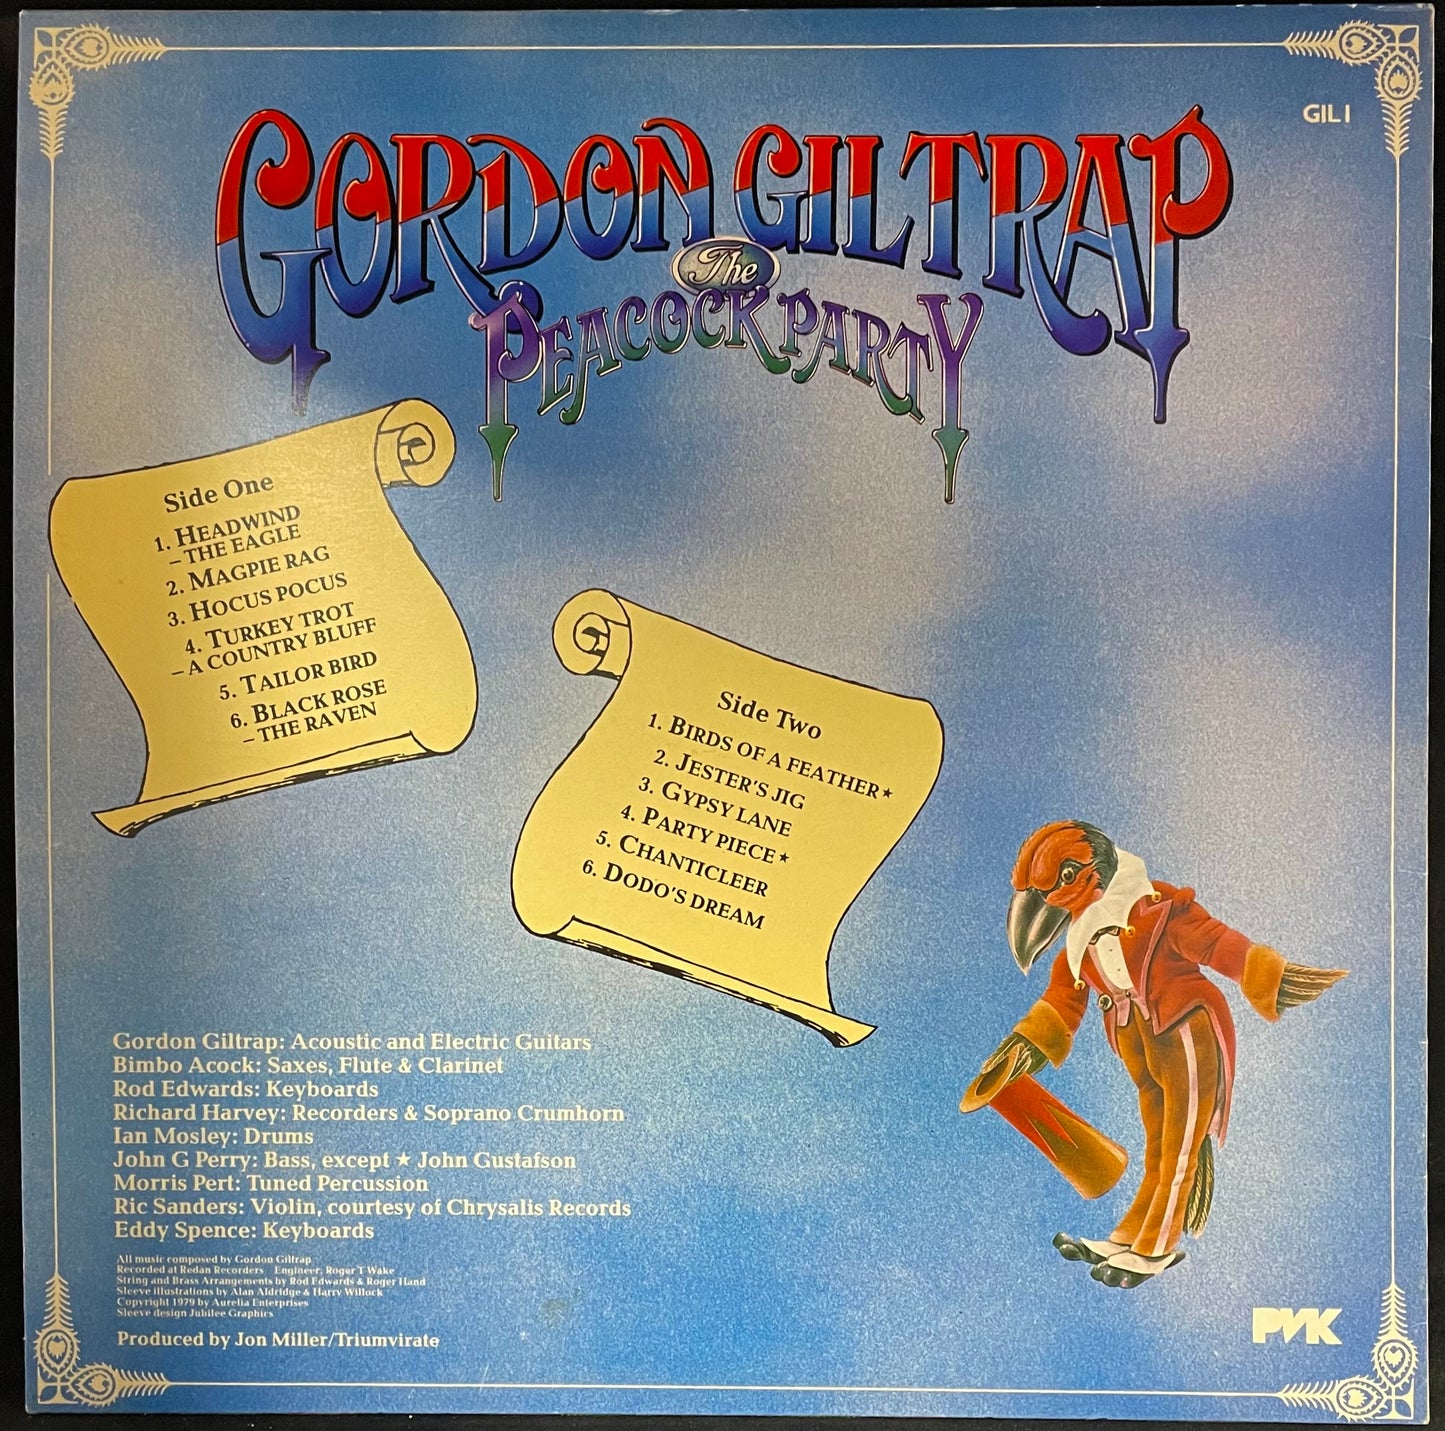 GIL 1
GORDON GILTRAP
The
PEACOCK PARTY
Side One
1. HEADWIND
– THE EAGLE
2. MAGPIE RAG
3. HOCUS POCUS
4. TURKEY TROT
– A COUNTRY BLUFF
5. TAILOR BIRD
6. BLACK ROSE
– THE RAVEN
Side Two
1. BIRDS OF A FEATHER★
2. JESTER'S JIG
3. GYPSY LANE
4. PARTY PIECE★
5. CHANTICLEER
6. DODO'S DREAM
Gordon Giltrap: Acoustic and Electric Guitars
Bimbo Acock: Saxes, Flute & Clarinet
Rod Edwards: Keyboards
Richard Harvey: Recorders & Soprano Crumhorn
Ian Mosley: Drums
John G Perry: Bass, except ★ John Gustafson
Morris Pert: Tuned Percussion
Ric Sanders: Violin, courtesy of Chrysalis Records
Eddy Spence: Keyboards
All music composed by Gordon Giltrap
Recorded at Redan Recorders Engineer; Roger T Wake
String and Brass Arrangements by Rod Edwards & Roger Hand
Sleeve illustrations by Alan Aldridge & Harry Willock
Copyright 1979 by Aurelia Enterprises
Sleeve design Jubilee Graphics
Produced by Jon Miller/Triumvirate
PVK